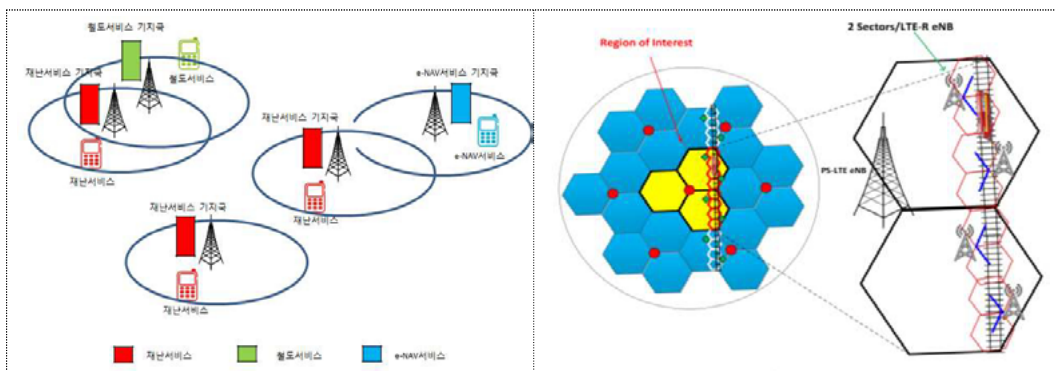 철도서비스 기지국
재난서비스 기지국
철도서비스
재난서비스
e-NAV서비스 기지국
재난서비스 기지국
e-NAV서비스
재난서비스
재난서비스 기지국
재난서비스
재난서비스
철도서비스
e-NAV서비스
Region of Interest
2 Sectors/LTE-R eNB
PS-LTE eNB